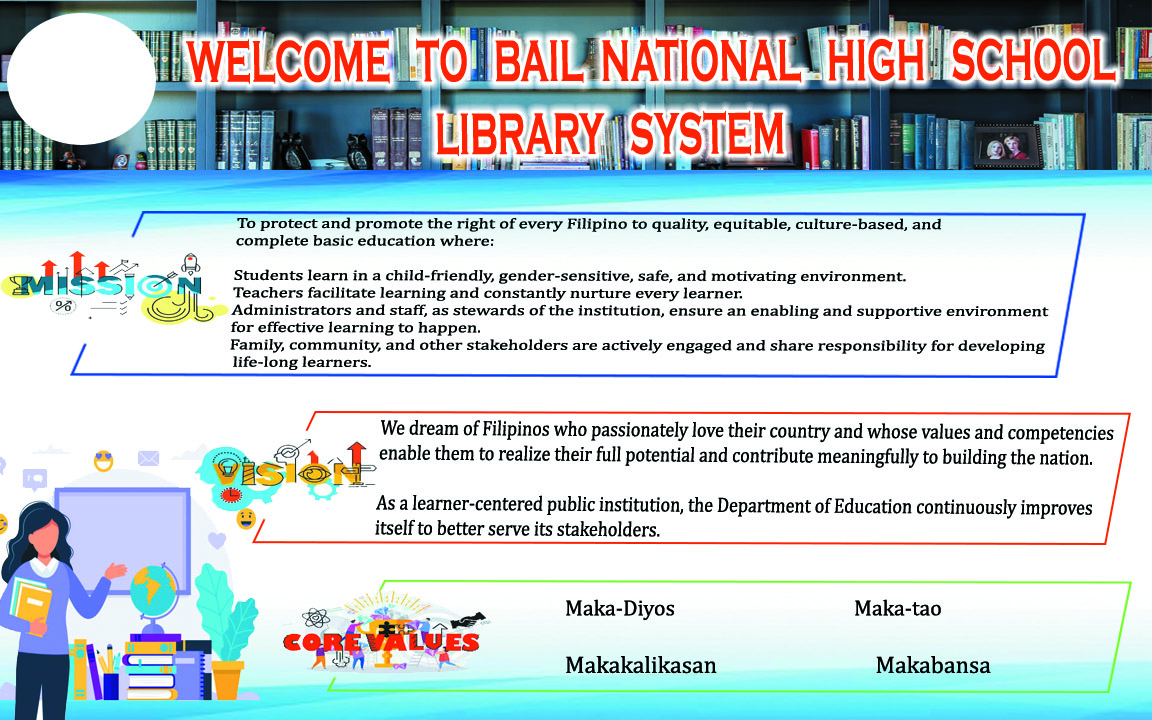 WELCOME TO BAIL NATIONAL HIGH SCHOOL
LIBRARY SYSTEM
MISSION
To protect and promote the right of every Filipino to quality, equitable, culture-based, and
complete basic education where:
Students learn in a child-friendly, gender-sensitive, safe, and motivating environment.
Teachers facilitate learning and constantly nurture every learner.
Administrators and staff, as stewards of the institution, ensure an enabling and supportive environment
for effective learning to happen.
Family, community, and other stakeholders are actively engaged and share responsibility for developing
life-long learners.
VISION
We dream of Filipinos who passionately love their country and whose values and competencies
enable them to realize their full potential and contribute meaningfully to building the nation.
As a learner-centered public institution, the Department of Education continuously improves
itself to better serve its stakeholders.
CORE VALUES
Maka-Diyos Maka-tao
Makakalikasan Makabansa